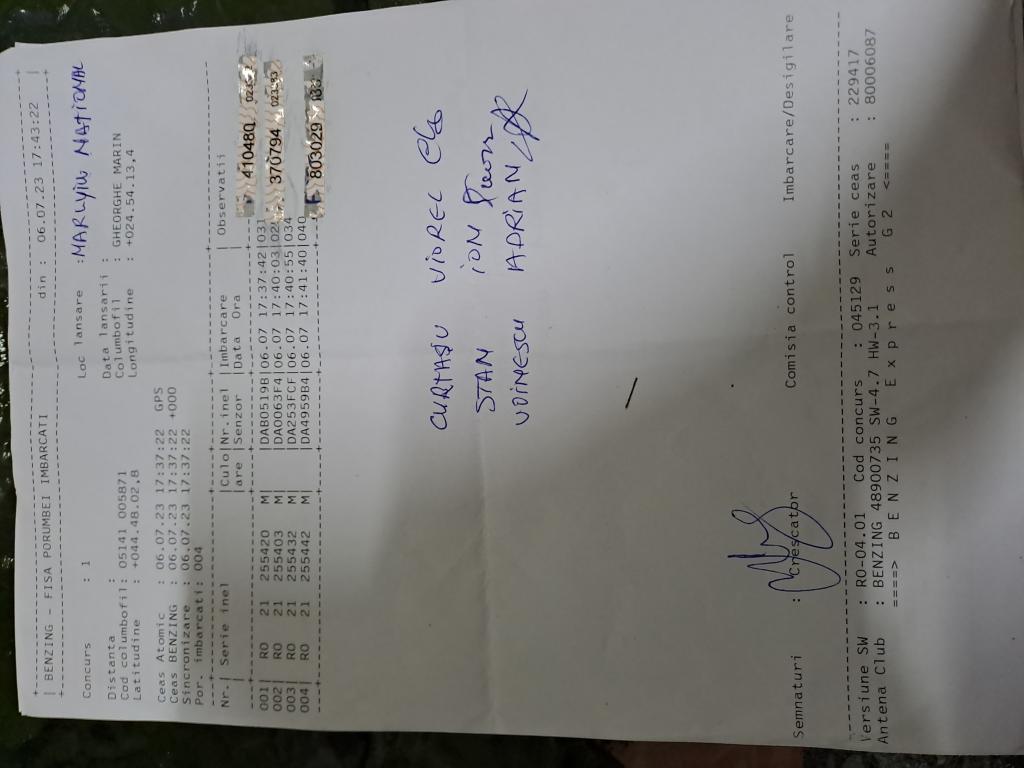 BENZING - FISA PORUMBEI IMBARCATI din : 06.07.23 17:43:22
Concurs : 1 Loc lansare : MARLYIN NATIONAL
Distanta : Data lansarii :
Cod columbofil: 05141 005871 Columbofil : GHEORGHE MARIN
Latitudine : +044.48.02,8 Longitudine : +024.54.13,4
Ceas Atomic : 06.07.23 17:37:22 GPS
Ceas BENZING : 06.07.23 17:37:22 +000
Sincronizare: 06.07.23 17:37:22
Por. imbarcati: 004
Nr.| Serie inel |Culo|Nr.inel |Imbarcare | Observatii
are |Senzor |Data Ora |
001| RO 21 255420 M| |DAB0519B|06.07 17:37:42|031 410480
002| RO 21 255403 M| |DA0063F4|06.07 17:40:03|02 370794
003| RO 21 255432 M| |DA253FCF|06.07 17:40:55|034
004| RO 21 255442 M| |DA4959B4|06.07 17:41:40|040 F 803029
CURTASU VIOREL
STAN ION
UDINESCU ADRIAN
Semnaturi : Crescator Comisia control Imbarcare/Desigilare
Versiune SW : RO-04.01 Cod concurs : 045129 Serie ceas : 229417
Antena Club : BENZING 48900735 SW-4.7 HW-3.1 Autorizare : 80006087
====> B E N Z I N G E x p r e s s G 2 <====